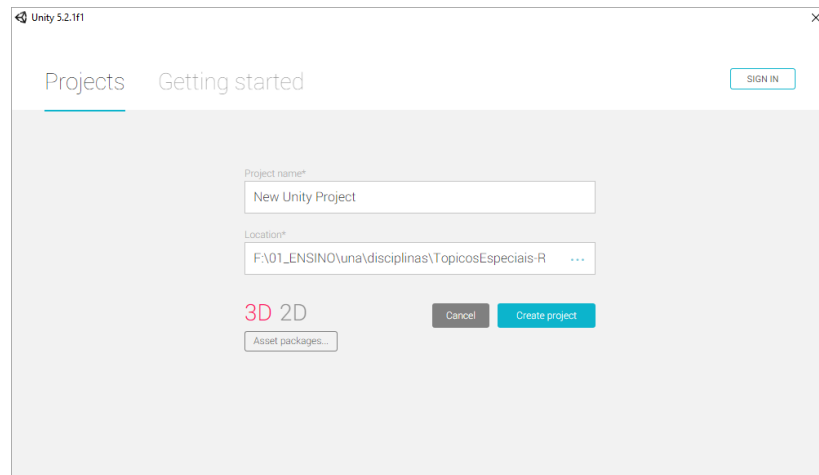 Unity 5.2.1f1
Projects Getting started SIGN IN
Project name*
New Unity Project
Location*
F:\01_ENSINO\una\disciplinas\TopicosEspeciais-R ...
3D 2D Cancel Create project
Asset packages...